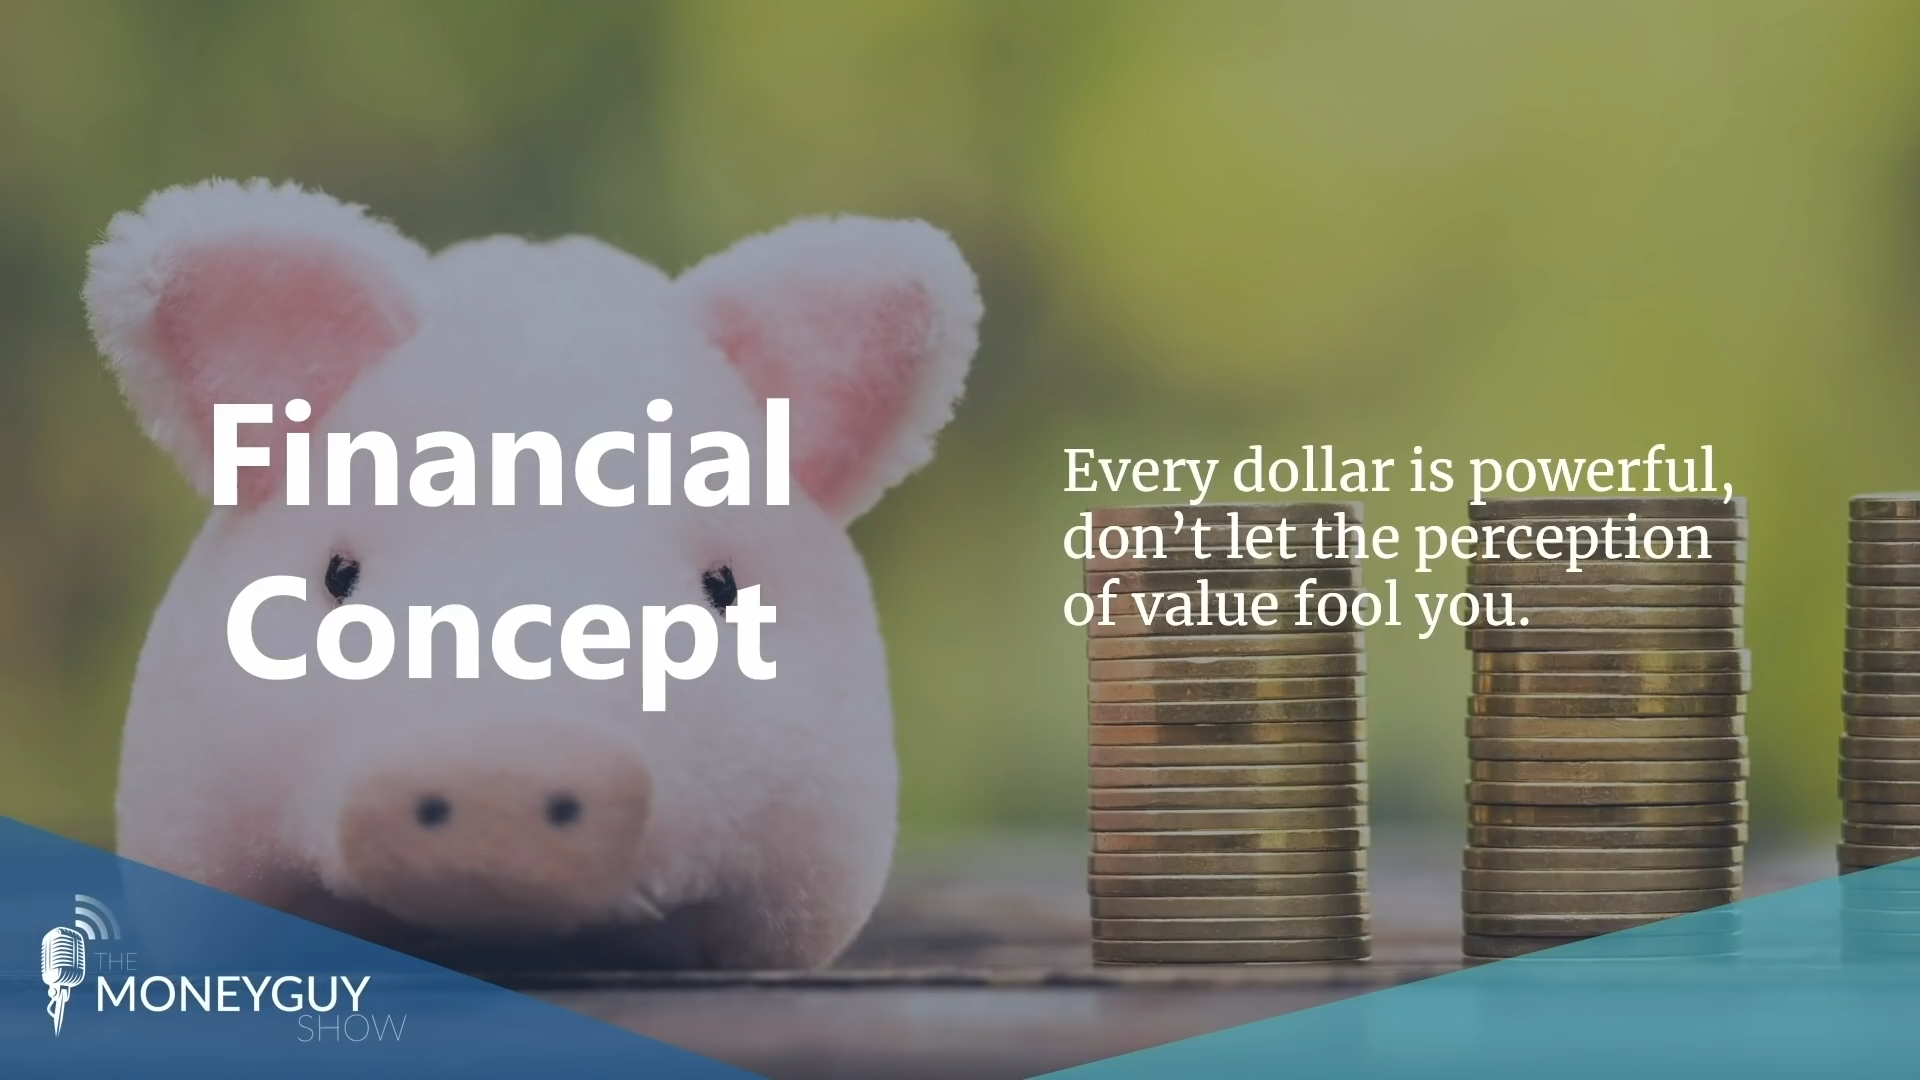 Financial
Concept
Every dollar is powerful,
don’t let the perception
of value fool you.
THE
MONEYGUY
SHOW